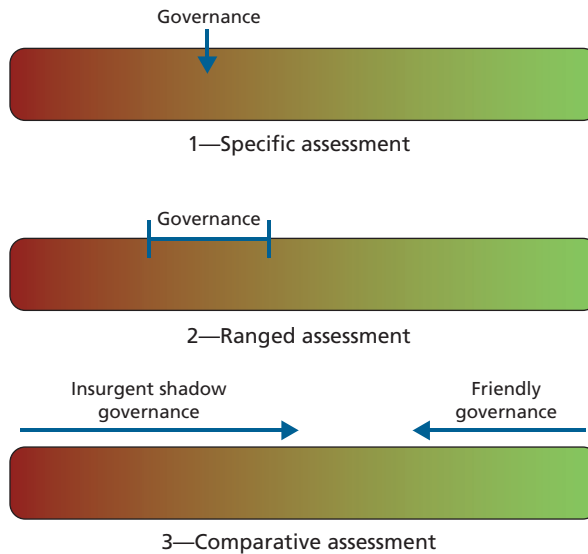 Governance
1—Specific assessment
Governance
2—Ranged assessment
Insurgent shadow
governance
Friendly
governance
3—Comparative assessment